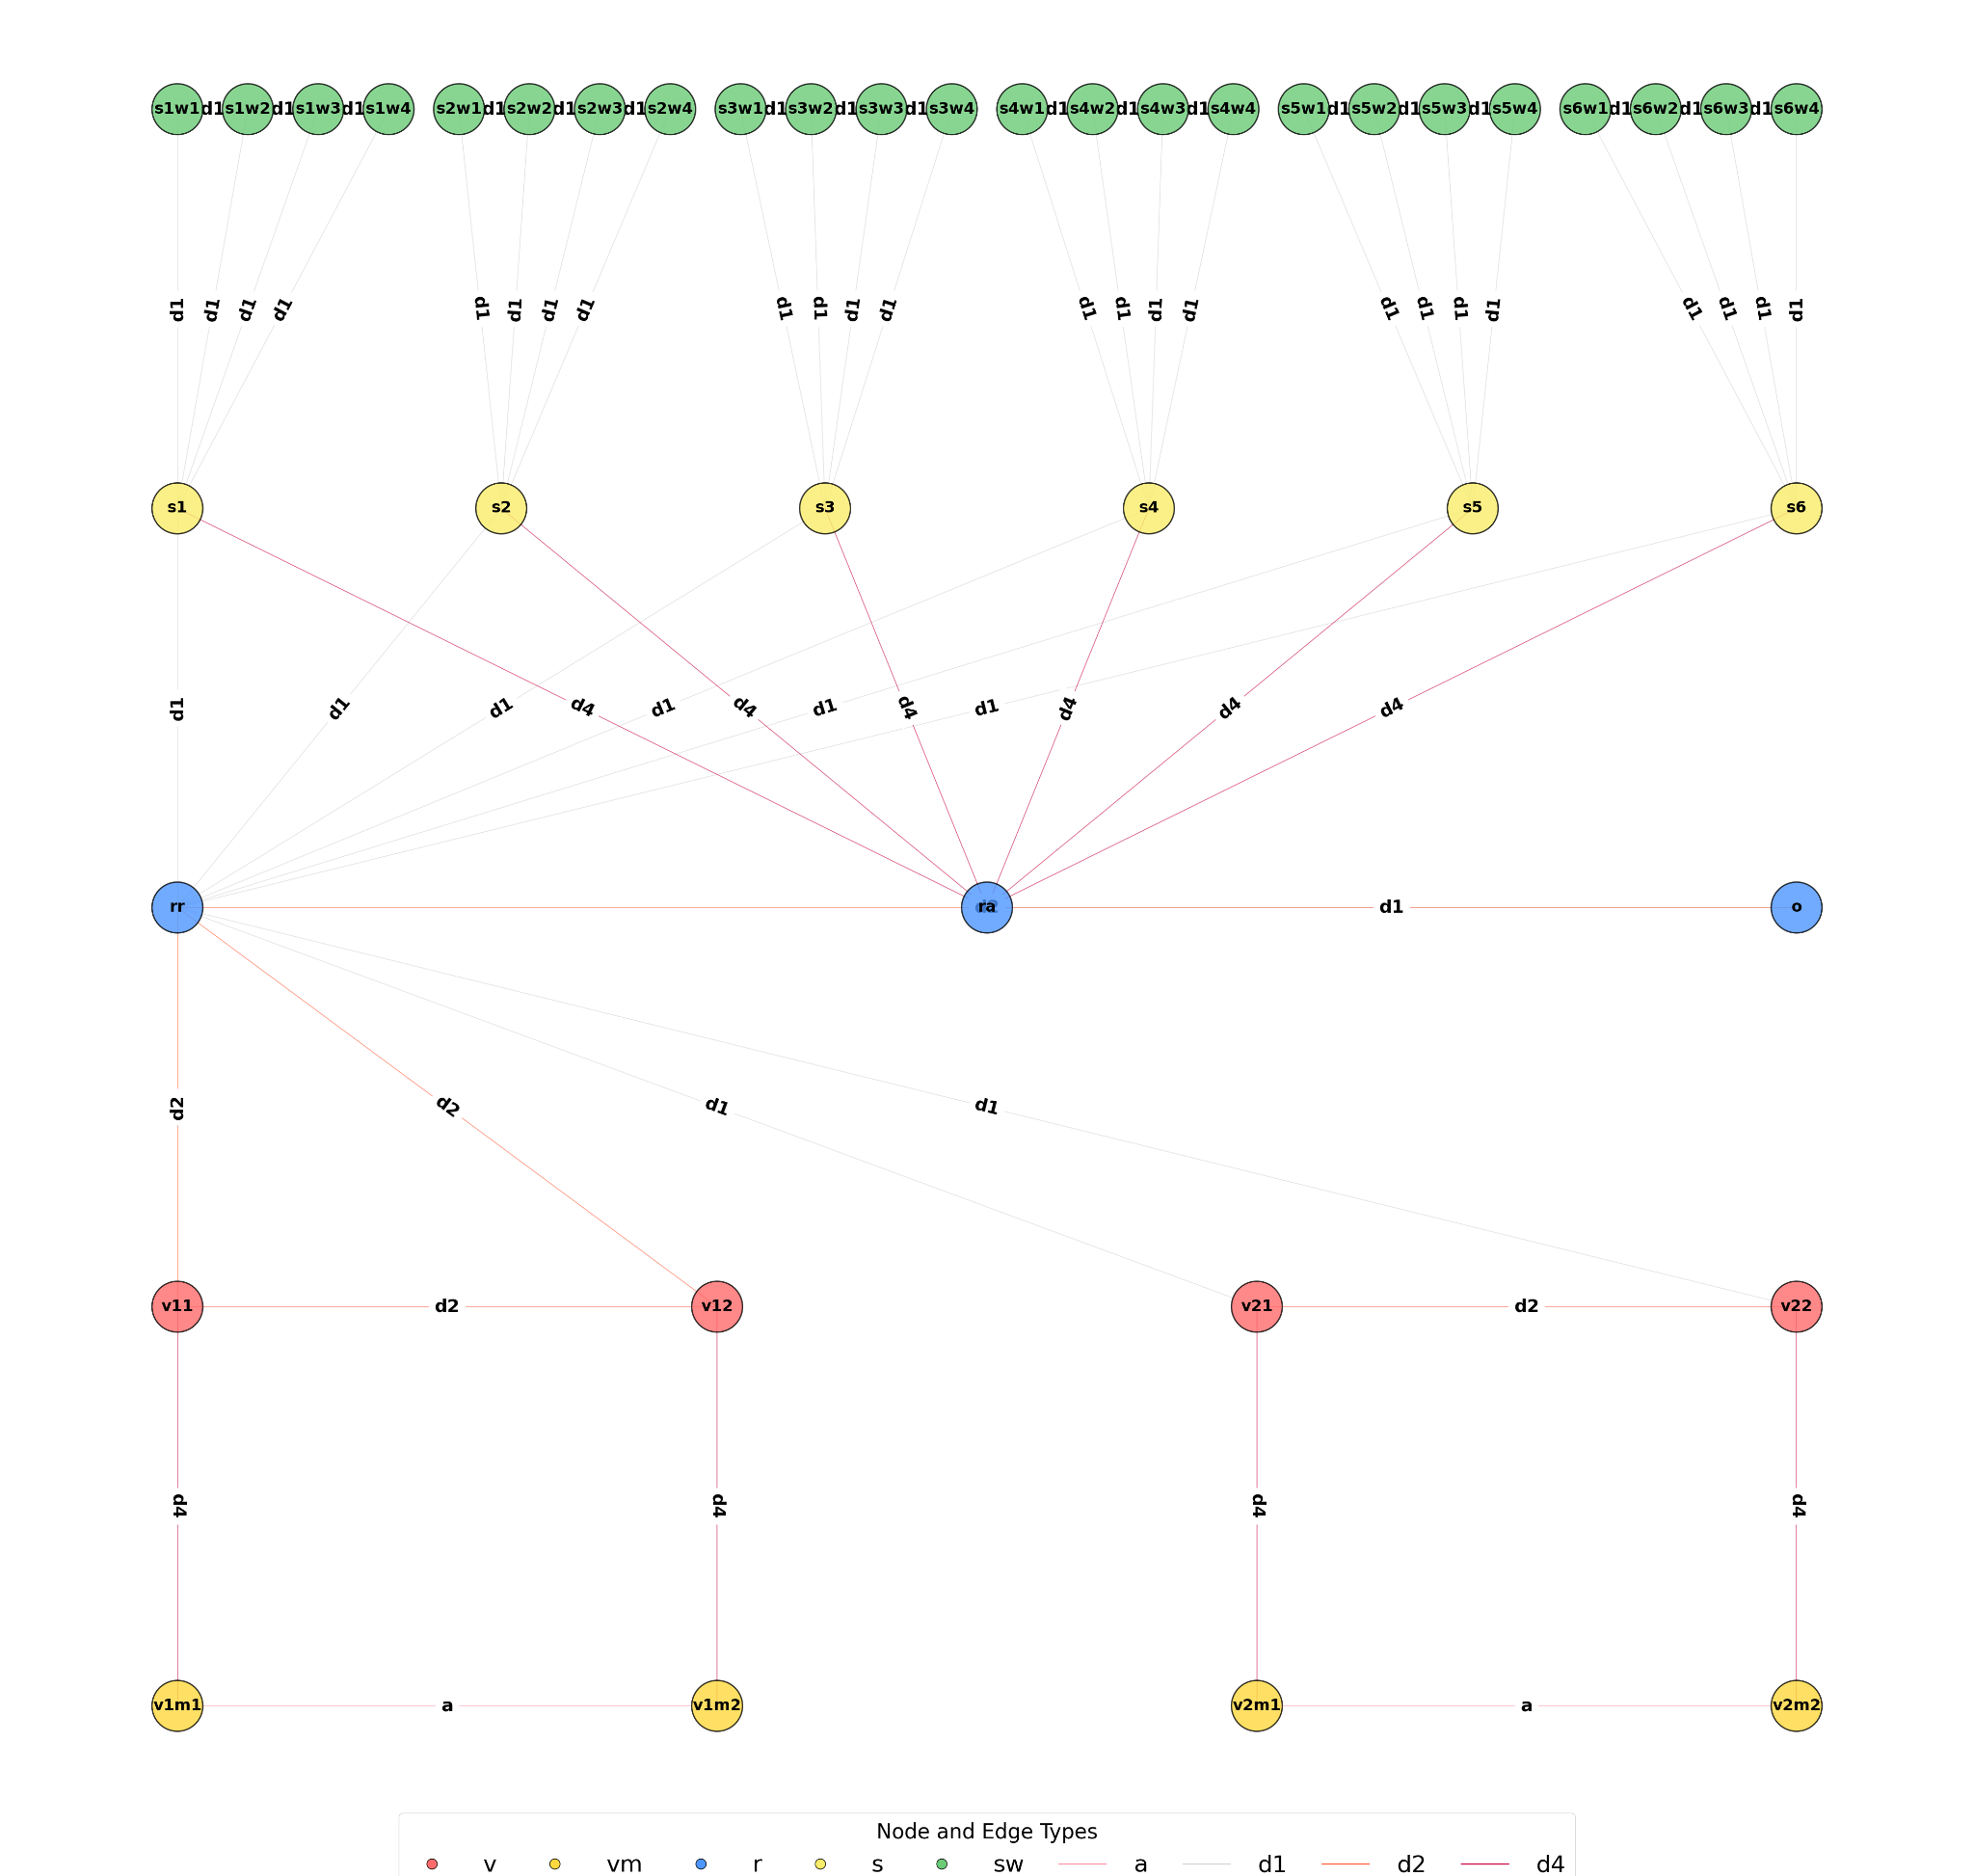 s1w1 d1 s1w2 d1 s1w3 d1 s1w4 s2w1 d1 s2w2 d1 s2w3 d1 s2w4 s3w1 d1 s3w2 d1 s3w3 d1 s3w4 s4w1 d1 s4w2 d1 s4w3 d1 s4w4 s5w1 d1 s5w2 d1 s5w3 d1 s5w4 s6w1 d1 s6w2 d1 s6w3 d1 s6w4
d1 d1 d1 d1 d1 d1 d1 d1 d1 d1 d1 d1 d1 d1 d1 d1 d1 d1 d1 d1 d1 d1 d1 d1
s1 s2 s3 s4 s5 s6
d1 d1 d1 d4 d1 d4 d1 d4 d1 d4 d4 d4
rr ra d1 o
d2 d2 d1 d1
v11 d2 v12 v21 d2 v22
d4 d4 d4 d4
v1m1 a v1m2 v2m1 a v2m2
Node and Edge Types
v vm r s sw a d1 d2 d4